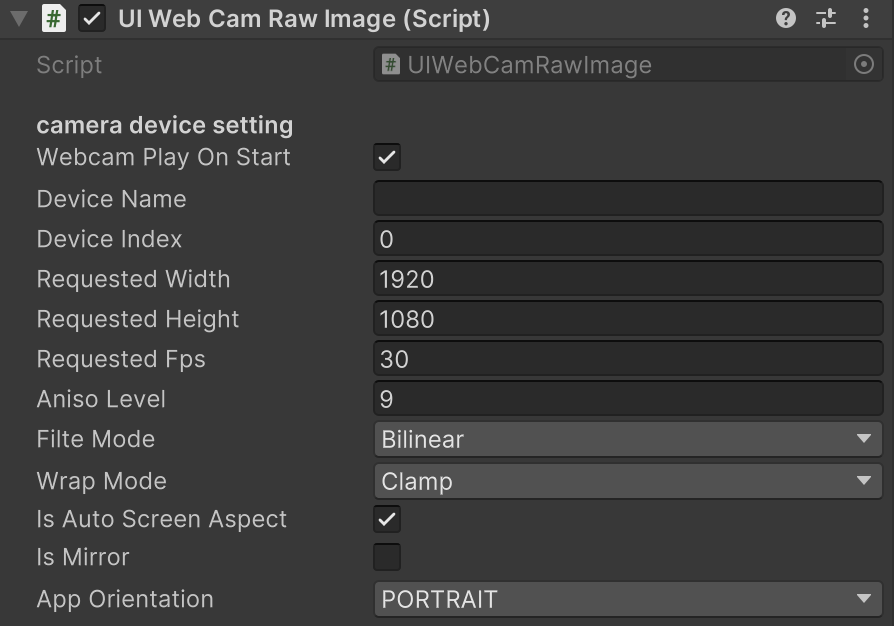 UI Web Cam Raw Image (Script)
Script UIWebCamRawImage
camera device setting
Webcam Play On Start
Device Name
Device Index 0
Requested Width 1920
Requested Height 1080
Requested Fps 30
Aniso Level 9
Filte Mode Bilinear
Wrap Mode Clamp
Is Auto Screen Aspect
Is Mirror
App Orientation PORTRAIT